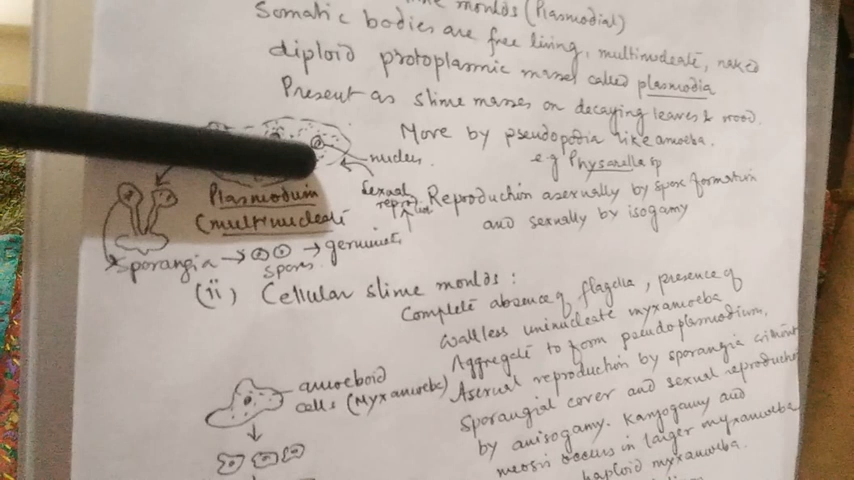 moulds (Plasmodial)
Somatic bodies are free living, multinucleate, naked
diploid protoplasmic masses called plasmodia
Present as slime masses on decaying leaves & wood.
Move by pseudopodia like amoeba.
nucleus.
e.g Physarella sp
Plasmodium
(multinucleate
Sexual
reprod.
Reproduction asexually by spore formation
and sexually by isogamy
Sporangia → → germinate
spores.
(ii) Cellular slime moulds :
Complete absence of flagella, presence of
wallless uninucleate myxamoeba
Aggregate to form pseudoplasmodium.
Asexual reproduction by sporangia without
Sporangial cover and sexual reproduction
by anisogamy. Karyogamy and
meosis occurs in larger myxamoeba
haploid myxamoeba.
amoeboid
cells (Myxamoeba)